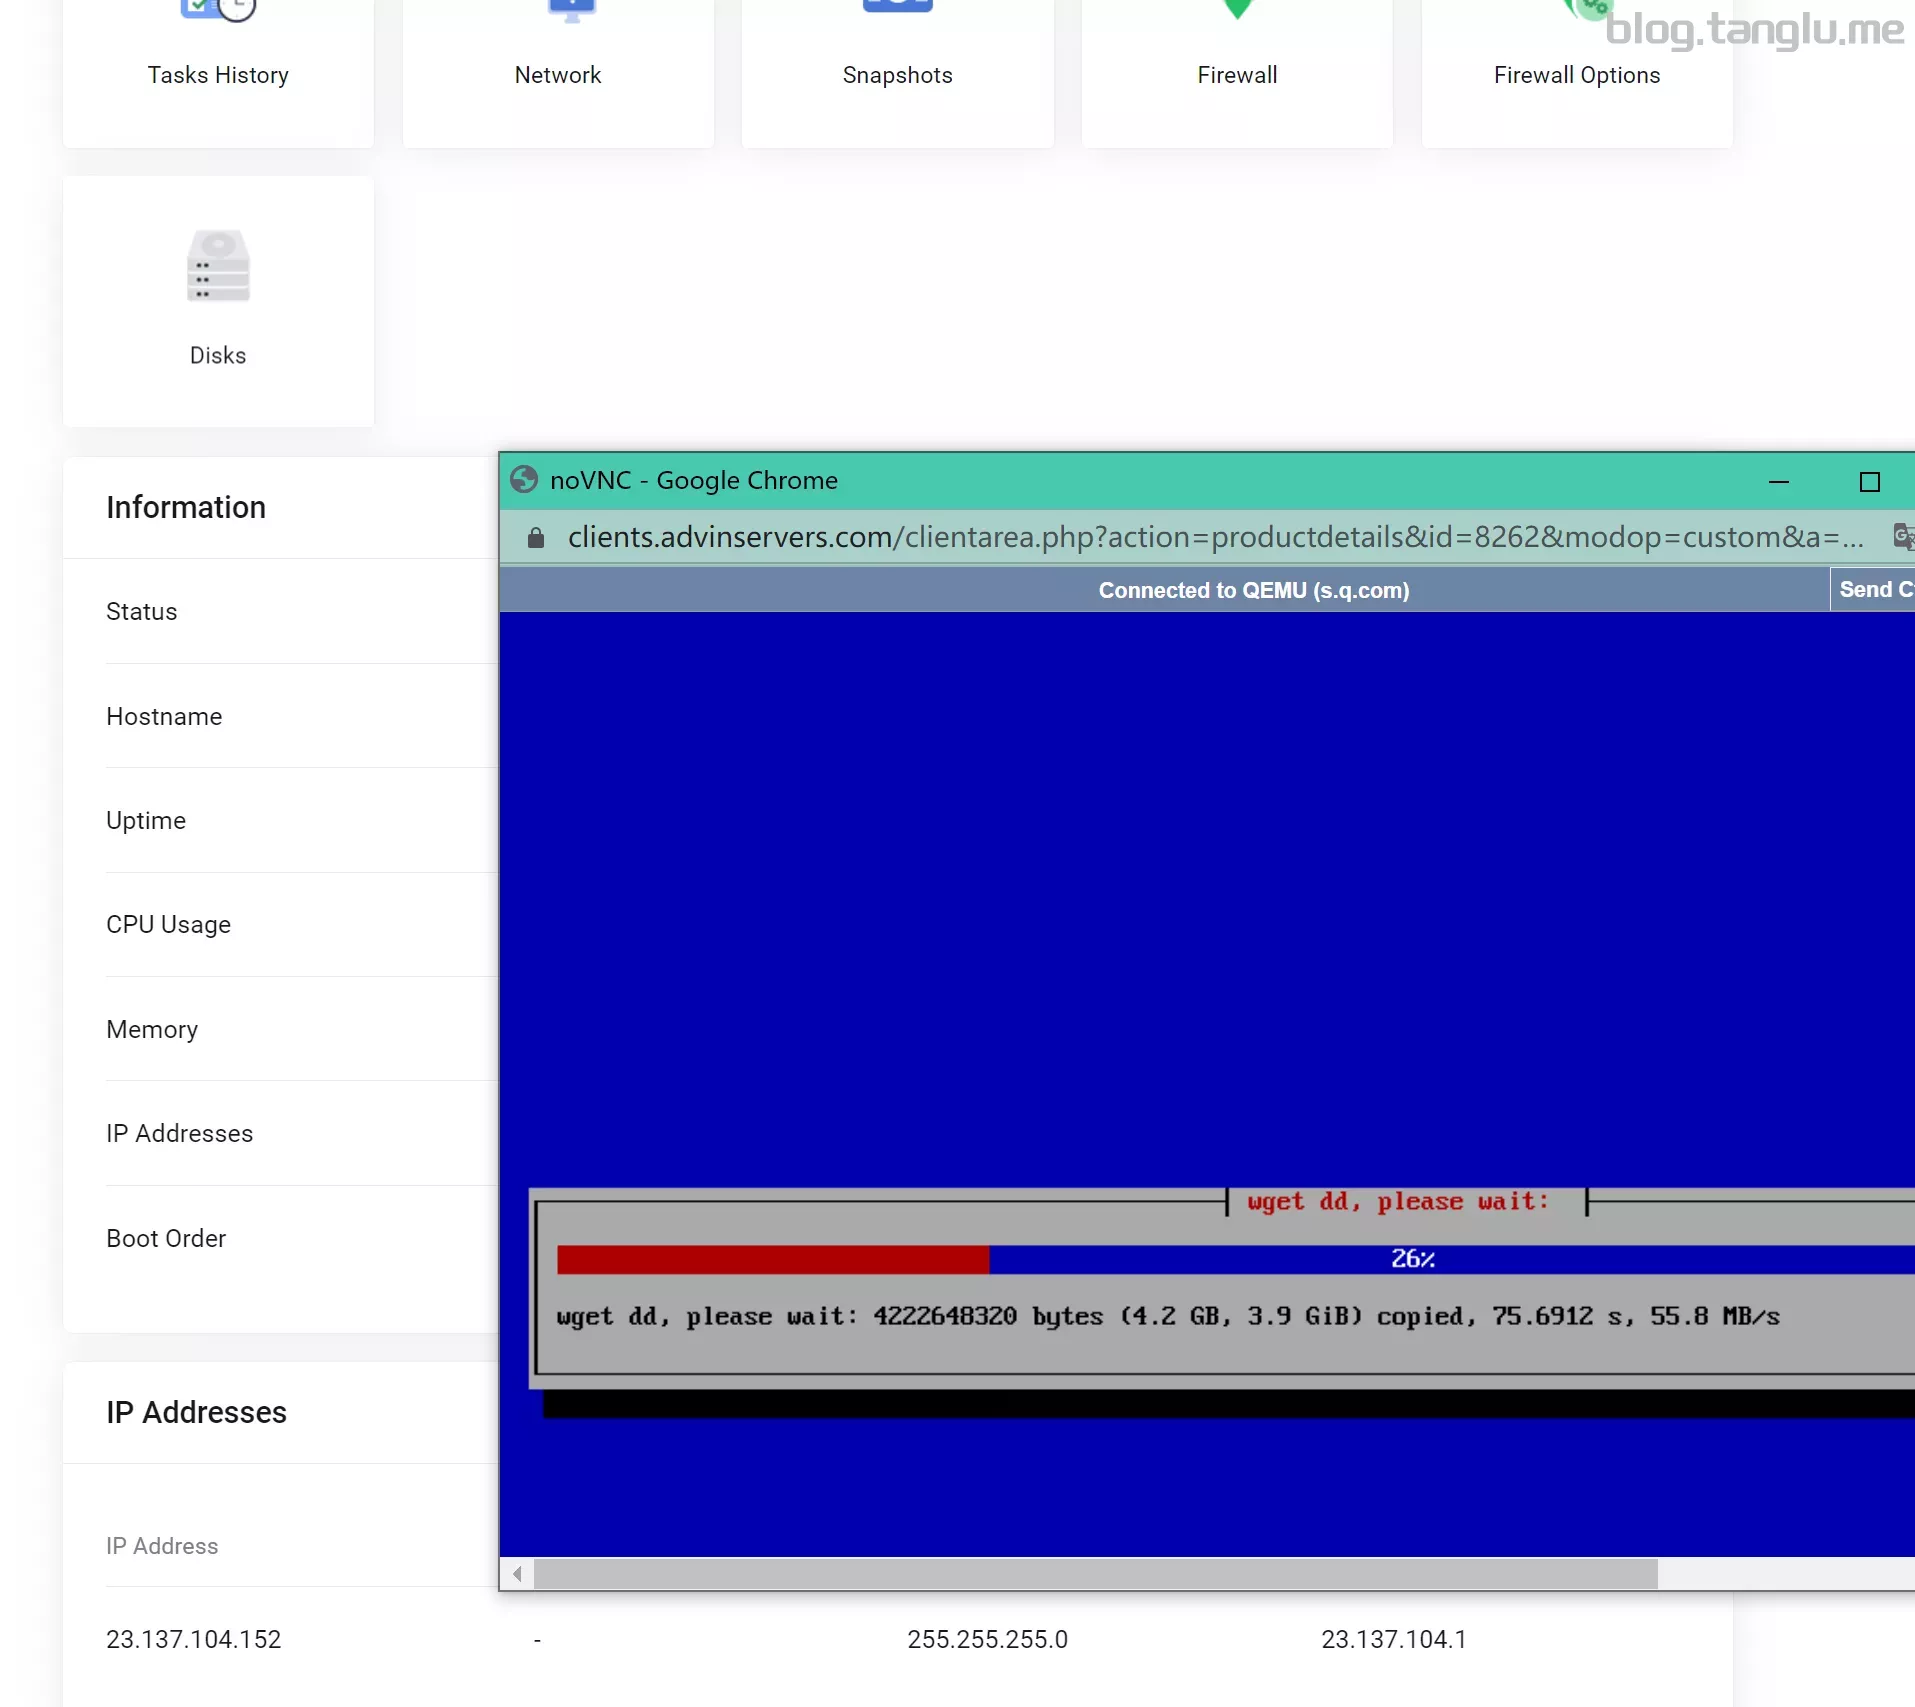 blog.tanglu.me
Tasks History
Network
Snapshots
Firewall
Firewall Options
Disks
Information
Status
Hostname
Uptime
CPU Usage
Memory
IP Addresses
Boot Order
noVNC - Google Chrome
clients.advinservers.com/clientarea.php?action=productdetails&id=8262&modop=custom&a=...
Connected to QEMU (s.q.com)
Send C
wget dd, please wait:
26%
wget dd, please wait: 4222648320 bytes (4.2 GB, 3.9 GiB) copied, 75.6912 s, 55.8 MB/s
IP Addresses
IP Address
23.137.104.152 - 255.255.255.0 23.137.104.1